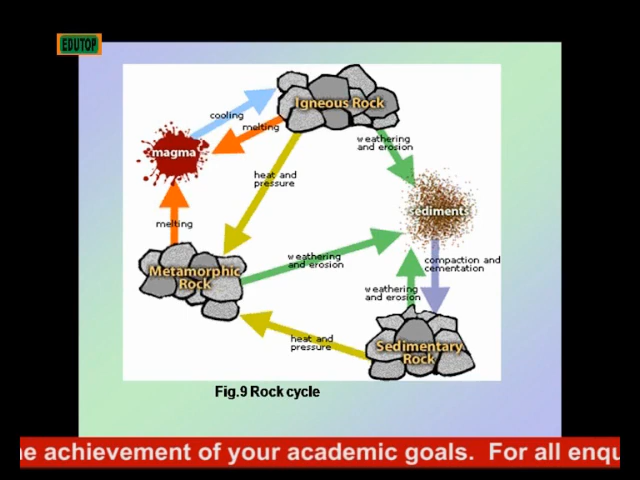 EDUTOP
Igneous Rock
cooling
melting
weathering
and erosion
magma
heat and
pressure
sediments
melting
weathering
and erosion
compaction and
cementation
Metamorphic
Rock
weathering
and erosion
heat and
pressure
Sedimentary
Rock
Fig.9 Rock cycle
achievement of your academic goals. For all